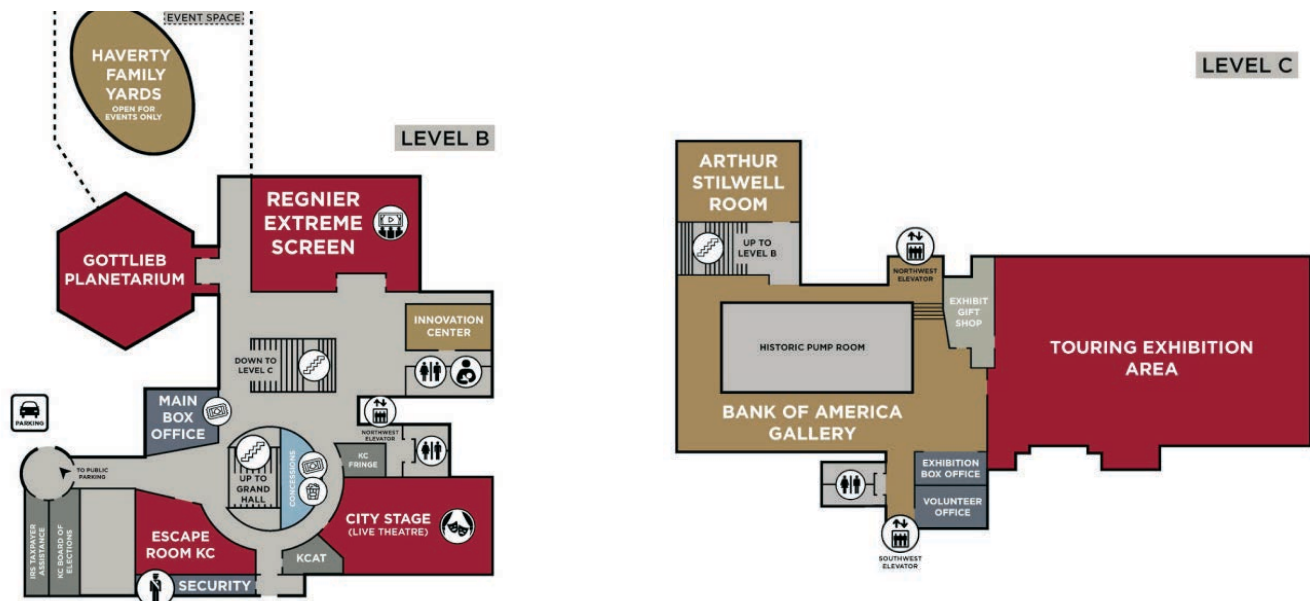 EVENT SPACE
HAVERTY
FAMILY
YARDS
OPEN FOR
EVENTS ONLY
LEVEL B
REGNIER
EXTREME
SCREEN
GOTTLIEB
PLANETARIUM
INNOVATION
CENTER
DOWN TO
LEVEL C
MAIN
BOX
OFFICE
PARKING
NORTHWEST
ELEVATOR
TO PUBLIC
PARKING
KC
FRINGE
UP TO
GRAND
HALL
CONCESSIONS
CITY STAGE
(LIVE THEATRE)
ESCAPE
ROOM KC
KCAT
IRS TAXPAYER
ASSISTANCE
KC BOARD OF
ELECTIONS
SECURITY
LEVEL C
ARTHUR
STILWELL
ROOM
UP TO
LEVEL B
NORTHWEST
ELEVATOR
EXHIBIT
GIFT
SHOP
HISTORIC PUMP ROOM
TOURING EXHIBITION
AREA
BANK OF AMERICA
GALLERY
EXHIBITION
BOX OFFICE
VOLUNTEER
OFFICE
SOUTHWEST
ELEVATOR